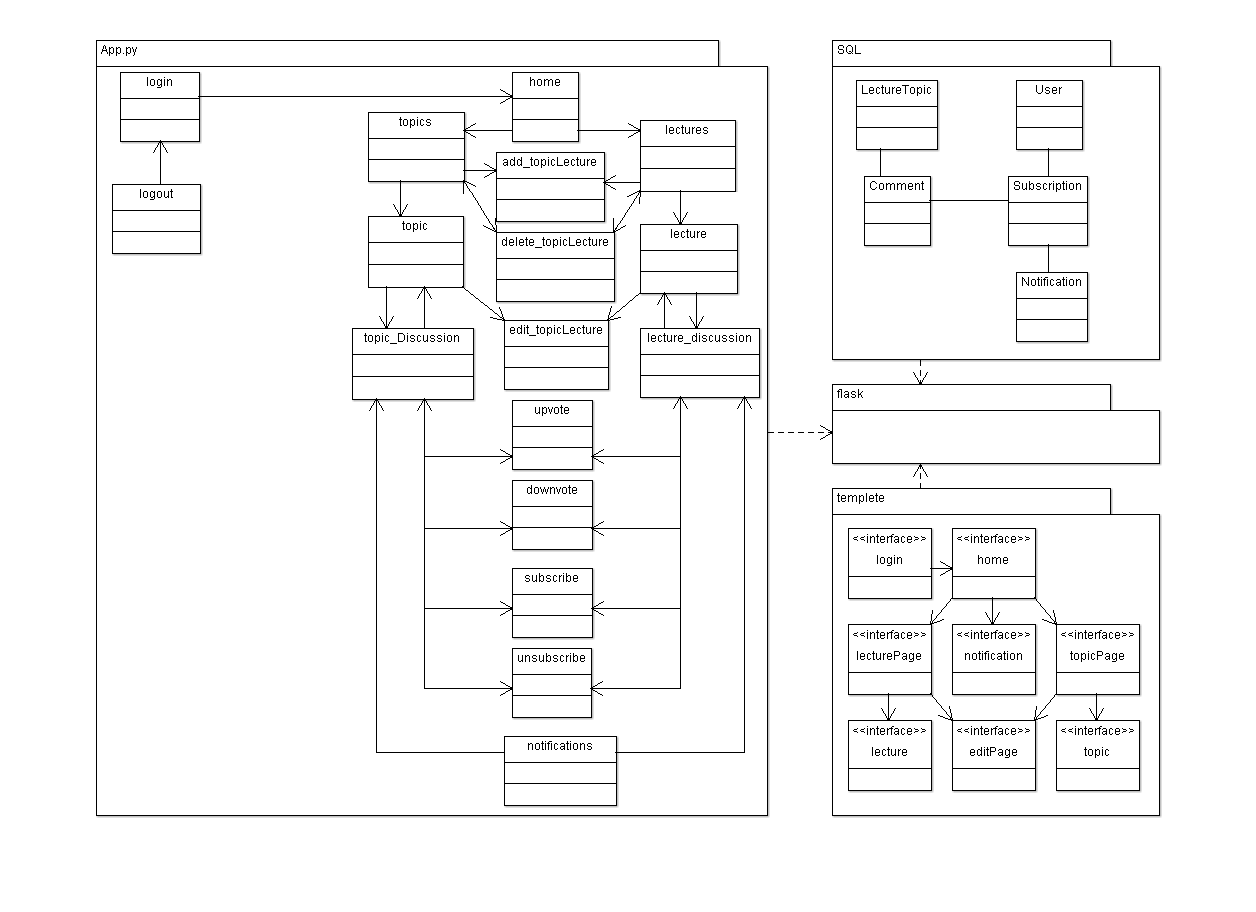 App.py
login
home
topics
lectures
add_topicLecture
logout
topic
lecture
delete_topicLecture
edit_topicLecture
topic_Discussion
lecture_discussion
upvote
downvote
subscribe
unsubscribe
notifications
SQL
LectureTopic
User
Comment
Subscription
Notification
flask
templete
<<interface>>
login
<<interface>>
home
<<interface>>
lecturePage
<<interface>>
notification
<<interface>>
topicPage
<<interface>>
lecture
<<interface>>
editPage
<<interface>>
topic